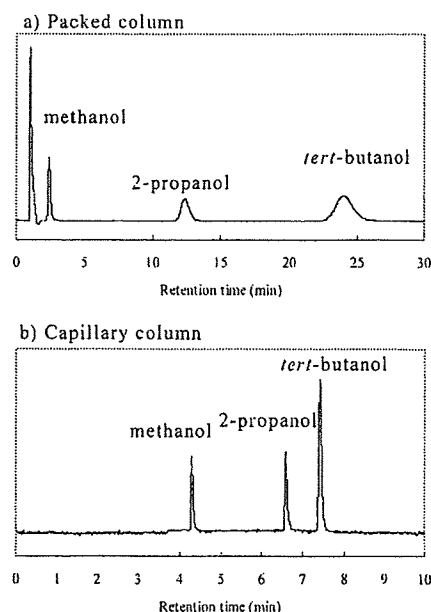 a) Packed column
methanol
2-propanol
tert-butanol
0 5 10 15 20 25 30
Retention time (min)
b) Capillary column
tert-butanol
methanol
2-propanol
0 1 2 3 4 5 6 7 8 9 10
Retention time (min)